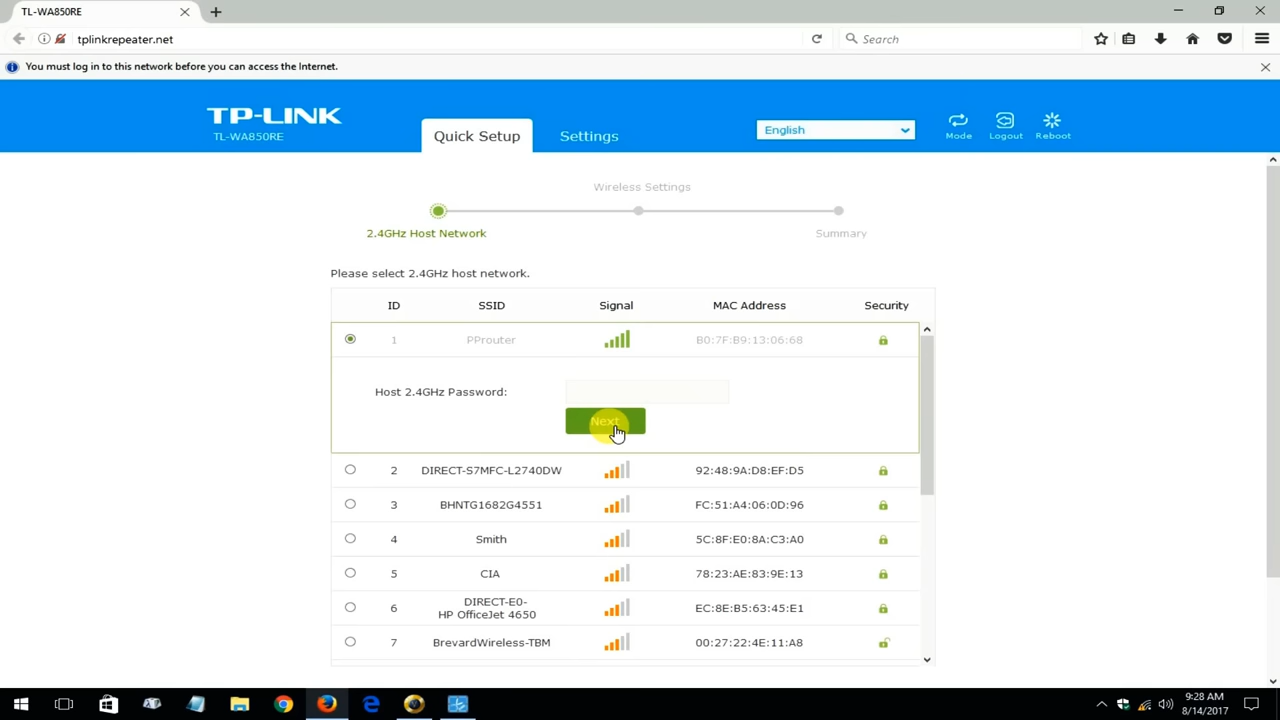 TL-WA850RE
tplinkrepeater.net
Search
You must log in to this network before you can access the Internet.
TP-LINK
TL-WA850RE
Quick Setup
Settings
English
Mode
Logout
Reboot
Wireless Settings
2.4GHz Host Network
Summary
Please select 2.4GHz host network.
ID SSID Signal MAC Address Security
1 PProuter B0:7F:B9:13:06:68
Host 2.4GHz Password:
Next
2 DIRECT-S7MFC-L2740DW 92:48:9A:D8:EF:D5
3 BHNTG1682G4551 FC:51:A4:06:0D:96
4 Smith 5C:8F:E0:8A:C3:A0
5 CIA 78:23:AE:83:9E:13
6 DIRECT-E0-
HP OfficeJet 4650 EC:8E:B5:63:45:E1
7 BrevardWireless-TBM 00:27:22:4E:11:A8
9:28 AM
8/14/2017